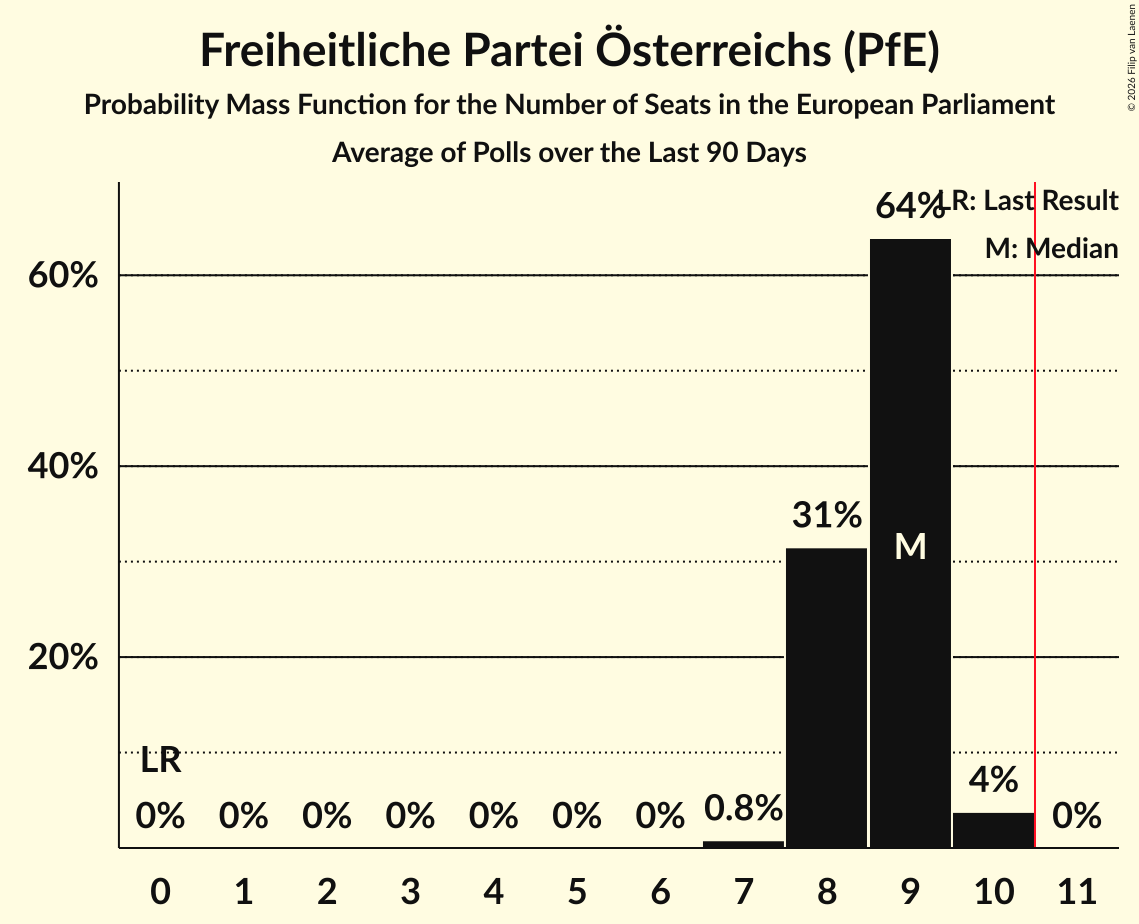 Freiheitliche Partei Österreichs (PfE)
Probability Mass Function for the Number of Seats in the European Parliament
Average of Polls over the Last 90 Days
© 2026 Filip van Laenen
LR: Last Result
M: Median
64%
60%
40%
31%
M
20%
LR
0% 0% 0% 0% 0% 0% 0% 0.8% 4% 0%
0 1 2 3 4 5 6 7 8 9 10 11